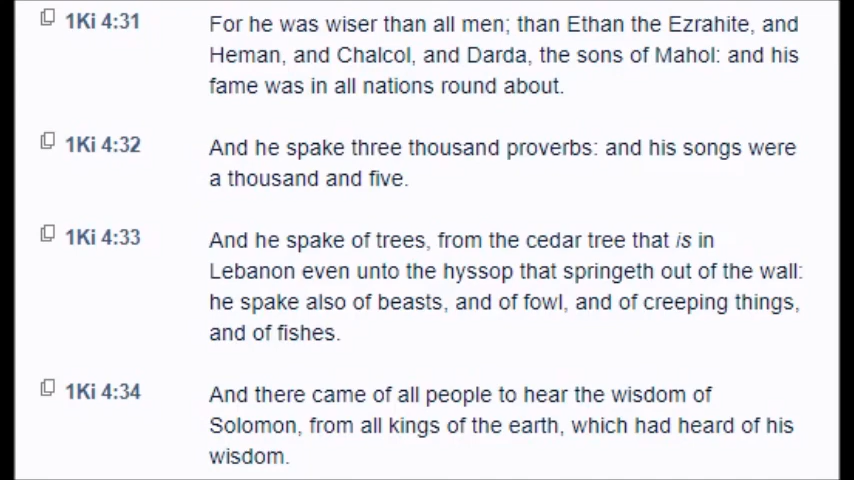 1Ki 4:31 For he was wiser than all men; than Ethan the Ezrahite, and
Heman, and Chalcol, and Darda, the sons of Mahol: and his
fame was in all nations round about.
1Ki 4:32 And he spake three thousand proverbs: and his songs were
a thousand and five.
1Ki 4:33 And he spake of trees, from the cedar tree that is in
Lebanon even unto the hyssop that springeth out of the wall:
he spake also of beasts, and of fowl, and of creeping things,
and of fishes.
1Ki 4:34 And there came of all people to hear the wisdom of
Solomon, from all kings of the earth, which had heard of his
wisdom.